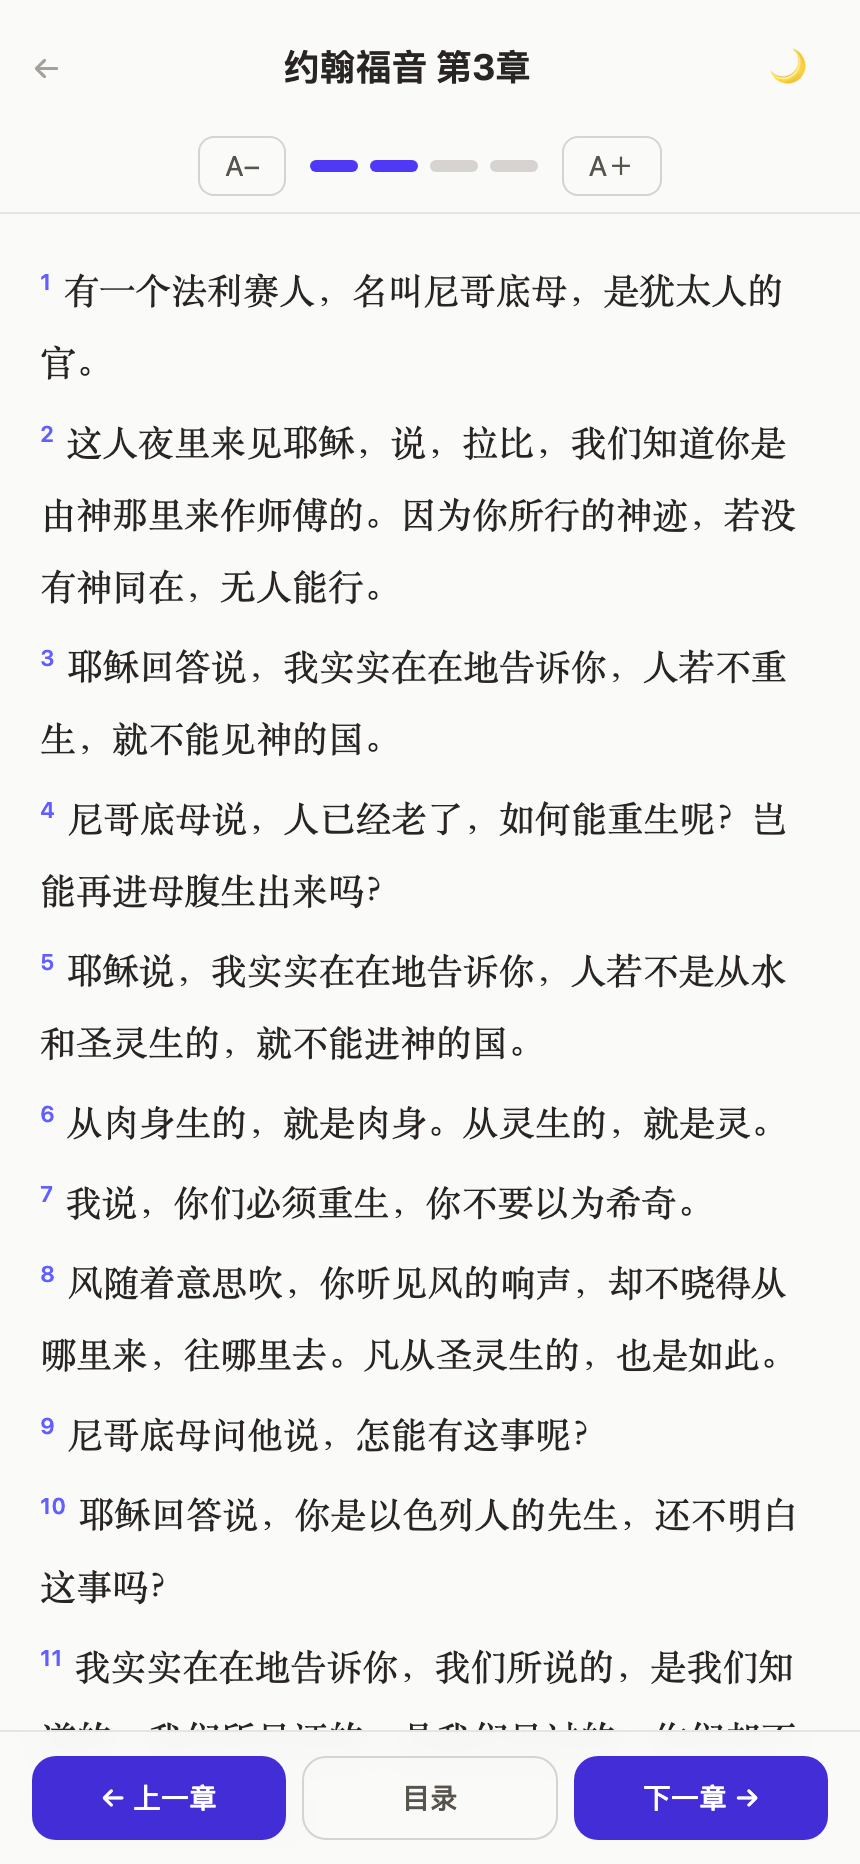 ← 约翰福音 第3章 🌙
A− A+
1 有一个法利赛人，名叫尼哥底母，是犹太人的
官。
2 这人夜里来见耶稣，说，拉比，我们知道你是
由神那里来作师傅的。因为你所行的神迹，若没
有神同在，无人能行。
3 耶稣回答说，我实实在在地告诉你，人若不重
生，就不能见神的国。
4 尼哥底母说，人已经老了，如何能重生呢？岂
能再进母腹生出来吗？
5 耶稣说，我实实在在地告诉你，人若不是从水
和圣灵生的，就不能进神的国。
6 从肉身生的，就是肉身。从灵生的，就是灵。
7 我说，你们必须重生，你不要以为希奇。
8 风随着意思吹，你听见风的响声，却不晓得从
哪里来，往哪里去。凡从圣灵生的，也是如此。
9 尼哥底母问他说，怎能有这事呢？
10 耶稣回答说，你是以色列人的先生，还不明白
这事吗？
11 我实实在在地告诉你，我们所说的，是我们知
← 上一章 目录 下一章 →